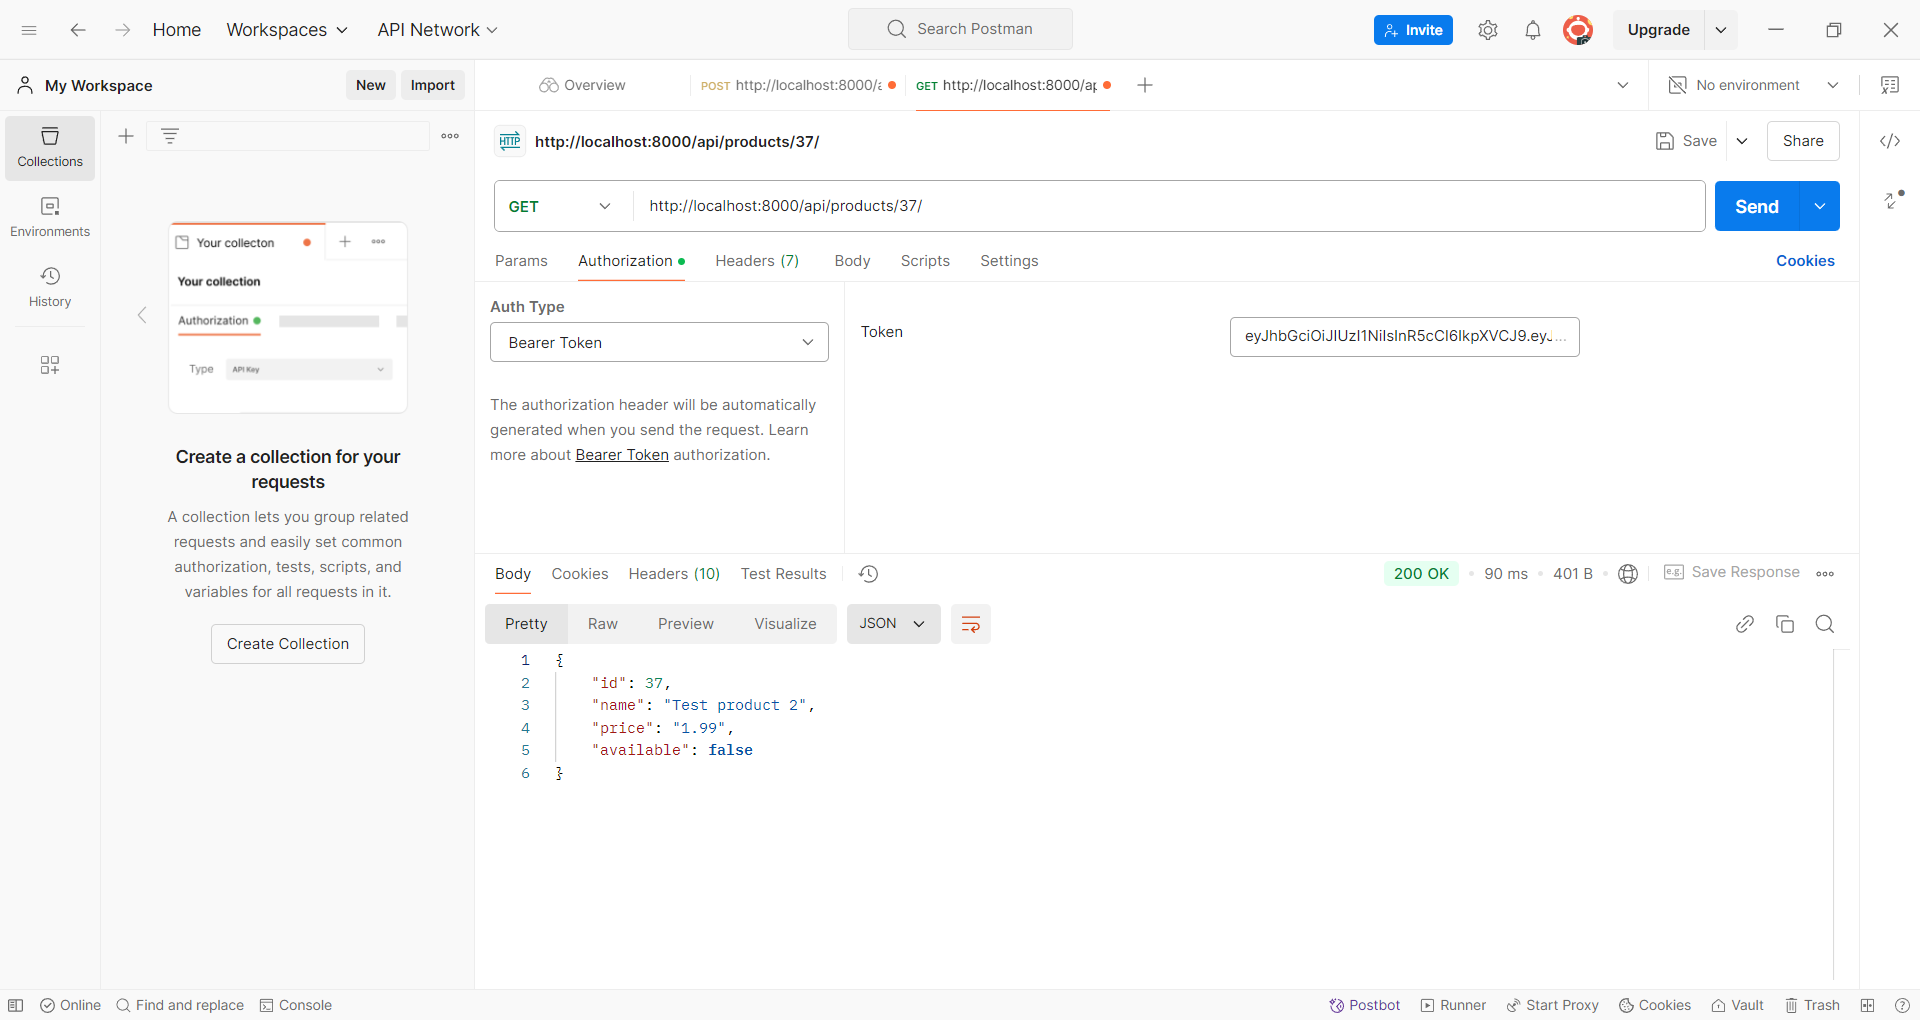 Home
Workspaces
API Network
Search Postman
Invite
Upgrade
My Workspace
New
Import
Overview
POST http://localhost:8000/a
GET http://localhost:8000/ap
No environment
Collections
Environments
History
Your collecton
Your collection
Authorization
Type
API Key
Create a collection for your
requests
A collection lets you group related
requests and easily set common
authorization, tests, scripts, and
variables for all requests in it.
Create Collection
HTTP
http://localhost:8000/api/products/37/
Save
Share
GET
http://localhost:8000/api/products/37/
Send
Params
Authorization
Headers (7)
Body
Scripts
Settings
Cookies
Auth Type
Bearer Token
The authorization header will be automatically
generated when you send the request. Learn
more about Bearer Token authorization.
Token
eyJhbGciOiJIUzI1NiIsInR5cCI6IkpXVCJ9.eyJ...
Body
Cookies
Headers (10)
Test Results
200 OK
90 ms
401 B
e.g.
Save Response
Pretty
Raw
Preview
Visualize
JSON
1 {
2 "id": 37,
3 "name": "Test product 2",
4 "price": "1.99",
5 "available": false
6 }
Online
Find and replace
Console
Postbot
Runner
Start Proxy
Cookies
Vault
Trash